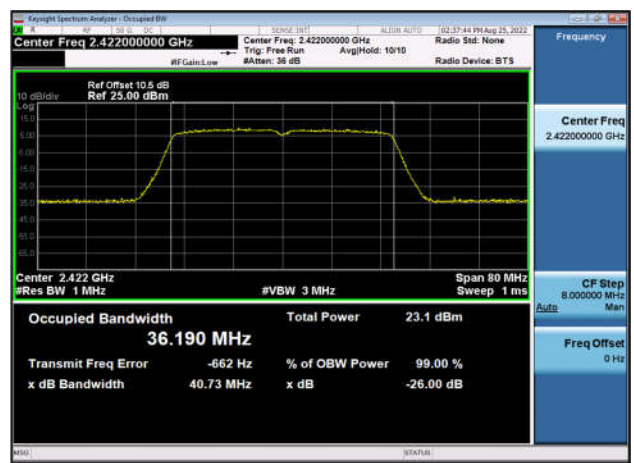 Keysight Spectrum Analyzer - Occupied BW
RF 50 Ω DC SENSE:INT ALIGN AUTO 02:37:44 PM Aug 25, 2022
Center Freq 2.422000000 GHz
Center Freq: 2.422000000 GHz
Radio Std: None
Trig: Free Run Avg|Hold: 10/10
#IFGain:Low
#Atten: 36 dB
Radio Device: BTS
Frequency
Ref Offset 10.5 dB
10 dB/div
Ref 25.00 dBm
Log
15.0
5.00
-5.00
-15.0
-25.0
-35.0
-45.0
-55.0
-65.0
Center 2.422 GHz
Span 80 MHz
#Res BW 1 MHz
#VBW 3 MHz
Sweep 1 ms
Occupied Bandwidth
36.190 MHz
Total Power 23.1 dBm
Transmit Freq Error -662 Hz
% of OBW Power 99.00 %
x dB Bandwidth 40.73 MHz
x dB -26.00 dB
Center Freq
2.422000000 GHz
CF Step
8.000000 MHz
Auto Man
Freq Offset
0 Hz
MSG
STATUS